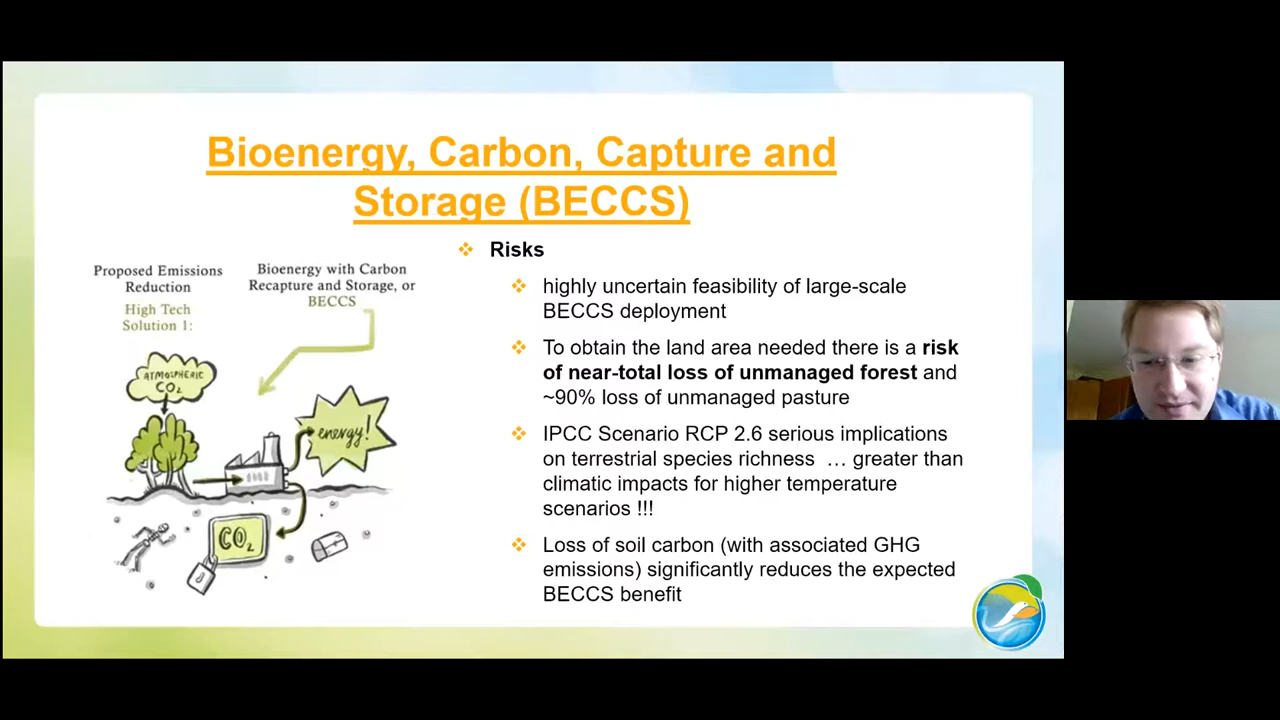 Bioenergy, Carbon, Capture and
Storage (BECCS)
Proposed Emissions
Reduction
High Tech
Solution 1:
Bioenergy with Carbon
Recapture and Storage, or
BECCS
ATMOSPHERIC
CO2
energy!
CO2
Risks
highly uncertain feasibility of large-scale
BECCS deployment
To obtain the land area needed there is a risk
of near-total loss of unmanaged forest and
~90% loss of unmanaged pasture
IPCC Scenario RCP 2.6 serious implications
on terrestrial species richness … greater than
climatic impacts for higher temperature
scenarios !!!
Loss of soil carbon (with associated GHG
emissions) significantly reduces the expected
BECCS benefit